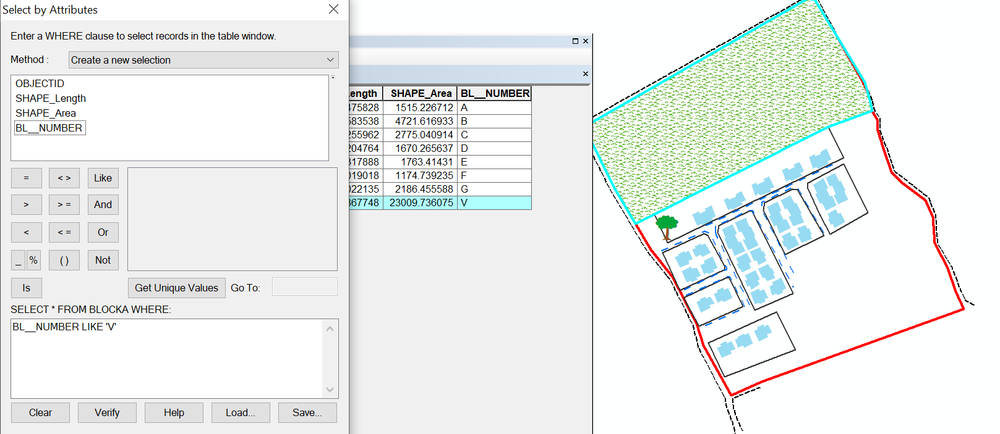 Select by Attributes
Enter a WHERE clause to select records in the table window.
Method :
Create a new selection
OBJECTID
SHAPE_Length
SHAPE_Area
BL__NUMBER
=
< >
Like
>
> =
And
<
< =
Or
_
%
( )
Not
Is
Get Unique Values
Go To:
SELECT * FROM BLOCKA WHERE:
BL__NUMBER LIKE 'V'
Clear
Verify
Help
Load...
Save...
ength SHAPE_Area BL__NUMBER
475828 1515.226712 A
583538 4721.616933 B
255962 2775.040914 C
204764 1670.265637 D
317888 1763.41431 E
019018 1174.739235 F
022135 2186.455588 G
367748 23009.736075 V